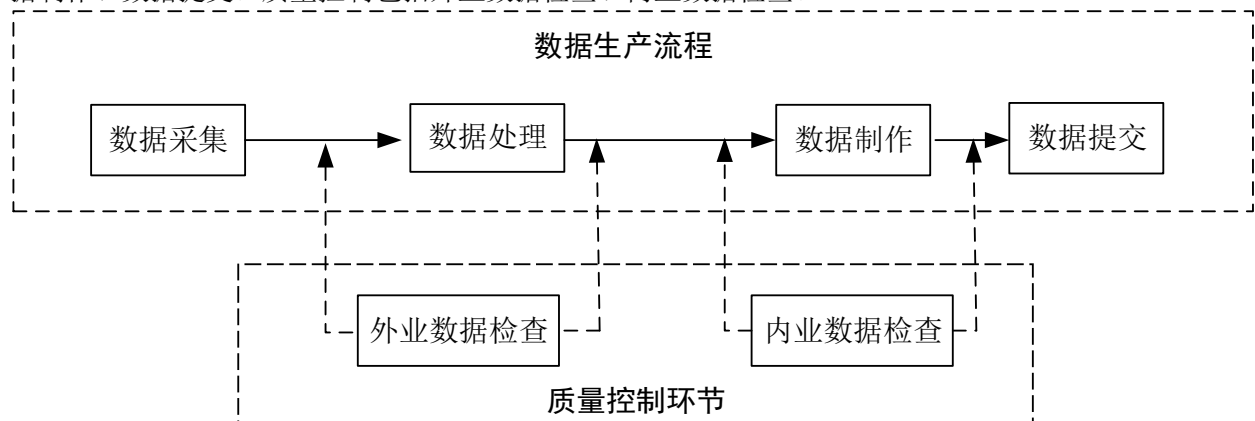 数据生产流程
数据采集
数据处理
数据制作
数据提交
外业数据检查
内业数据检查
质量控制环节